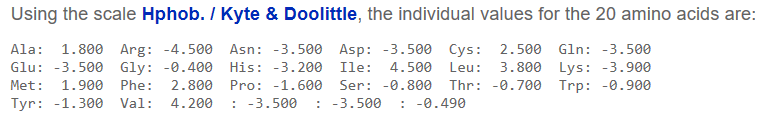 Using the scale Hphob. / Kyte & Doolittle, the individual values for the 20 amino acids are:
Ala: 1.800 Arg: -4.500 Asn: -3.500 Asp: -3.500 Cys: 2.500 Gln: -3.500
Glu: -3.500 Gly: -0.400 His: -3.200 Ile: 4.500 Leu: 3.800 Lys: -3.900
Met: 1.900 Phe: 2.800 Pro: -1.600 Ser: -0.800 Thr: -0.700 Trp: -0.900
Tyr: -1.300 Val: 4.200 : -3.500 : -3.500 : -0.490